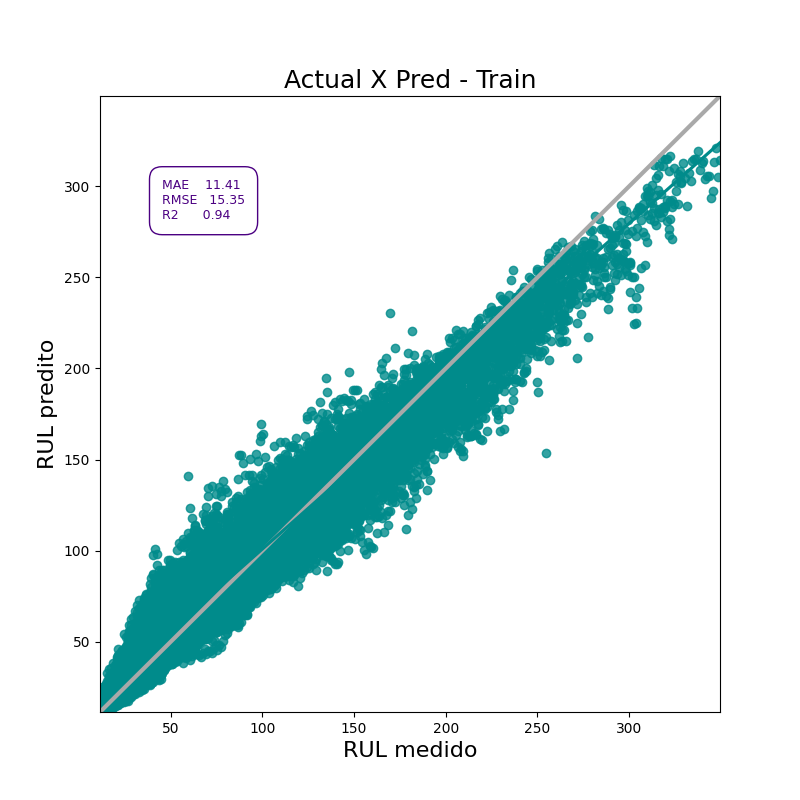 Actual X Pred - Train
MAE 11.41
RMSE 15.35
R2 0.94
RUL predito
300
250
200
150
100
50
50 100 150 200 250 300
RUL medido